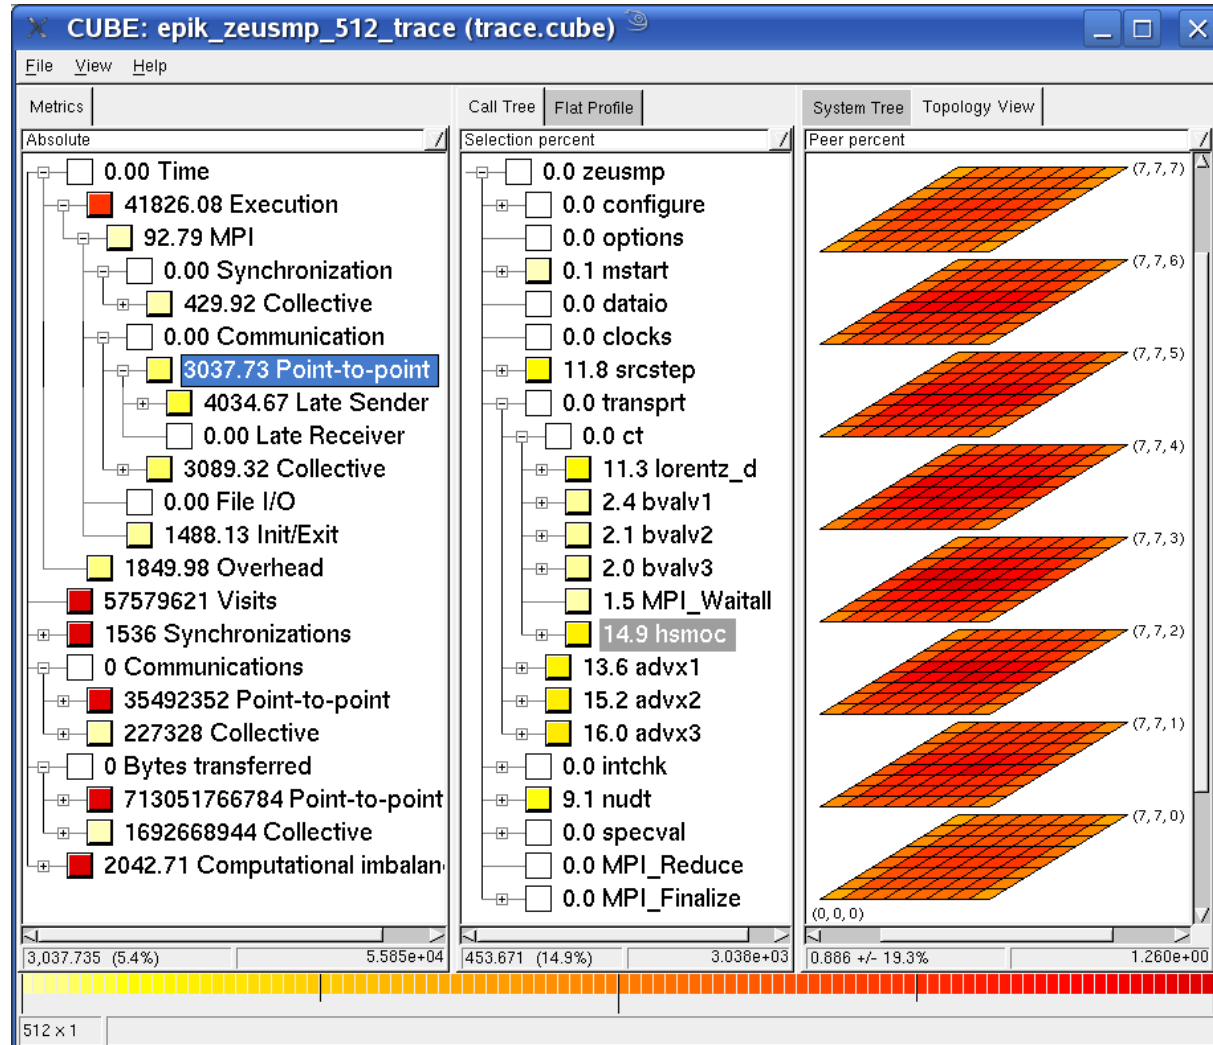 CUBE: epik_zeusmp_512_trace (trace.cube)
File View Help
Metrics
Absolute
0.00 Time
41826.08 Execution
92.79 MPI
0.00 Synchronization
429.92 Collective
0.00 Communication
3037.73 Point-to-point
4034.67 Late Sender
0.00 Late Receiver
3089.32 Collective
0.00 File I/O
1488.13 Init/Exit
1849.98 Overhead
57579621 Visits
1536 Synchronizations
0 Communications
35492352 Point-to-point
227328 Collective
0 Bytes transferred
713051766784 Point-to-point
1692668944 Collective
2042.71 Computational imbalan
3,037.735 (5.4%) 5.585e+04
Call Tree Flat Profile
Selection percent
0.0 zeusmp
0.0 configure
0.0 options
0.1 mstart
0.0 dataio
0.0 clocks
11.8 srcstep
0.0 transprt
0.0 ct
11.3 lorentz_d
2.4 bvalv1
2.1 bvalv2
2.0 bvalv3
1.5 MPI_Waitall
14.9 hsmoc
13.6 advx1
15.2 advx2
16.0 advx3
0.0 intchk
9.1 nudt
0.0 specval
0.0 MPI_Reduce
0.0 MPI_Finalize
453.671 (14.9%) 3.038e+03
System Tree Topology View
Peer percent
(7, 7, 7)
(7, 7, 6)
(7, 7, 5)
(7, 7, 4)
(7, 7, 3)
(7, 7, 2)
(7, 7, 1)
(7, 7, 0)
(0, 0, 0)
0.886 +/- 19.3% 1.260e+00
512 x 1